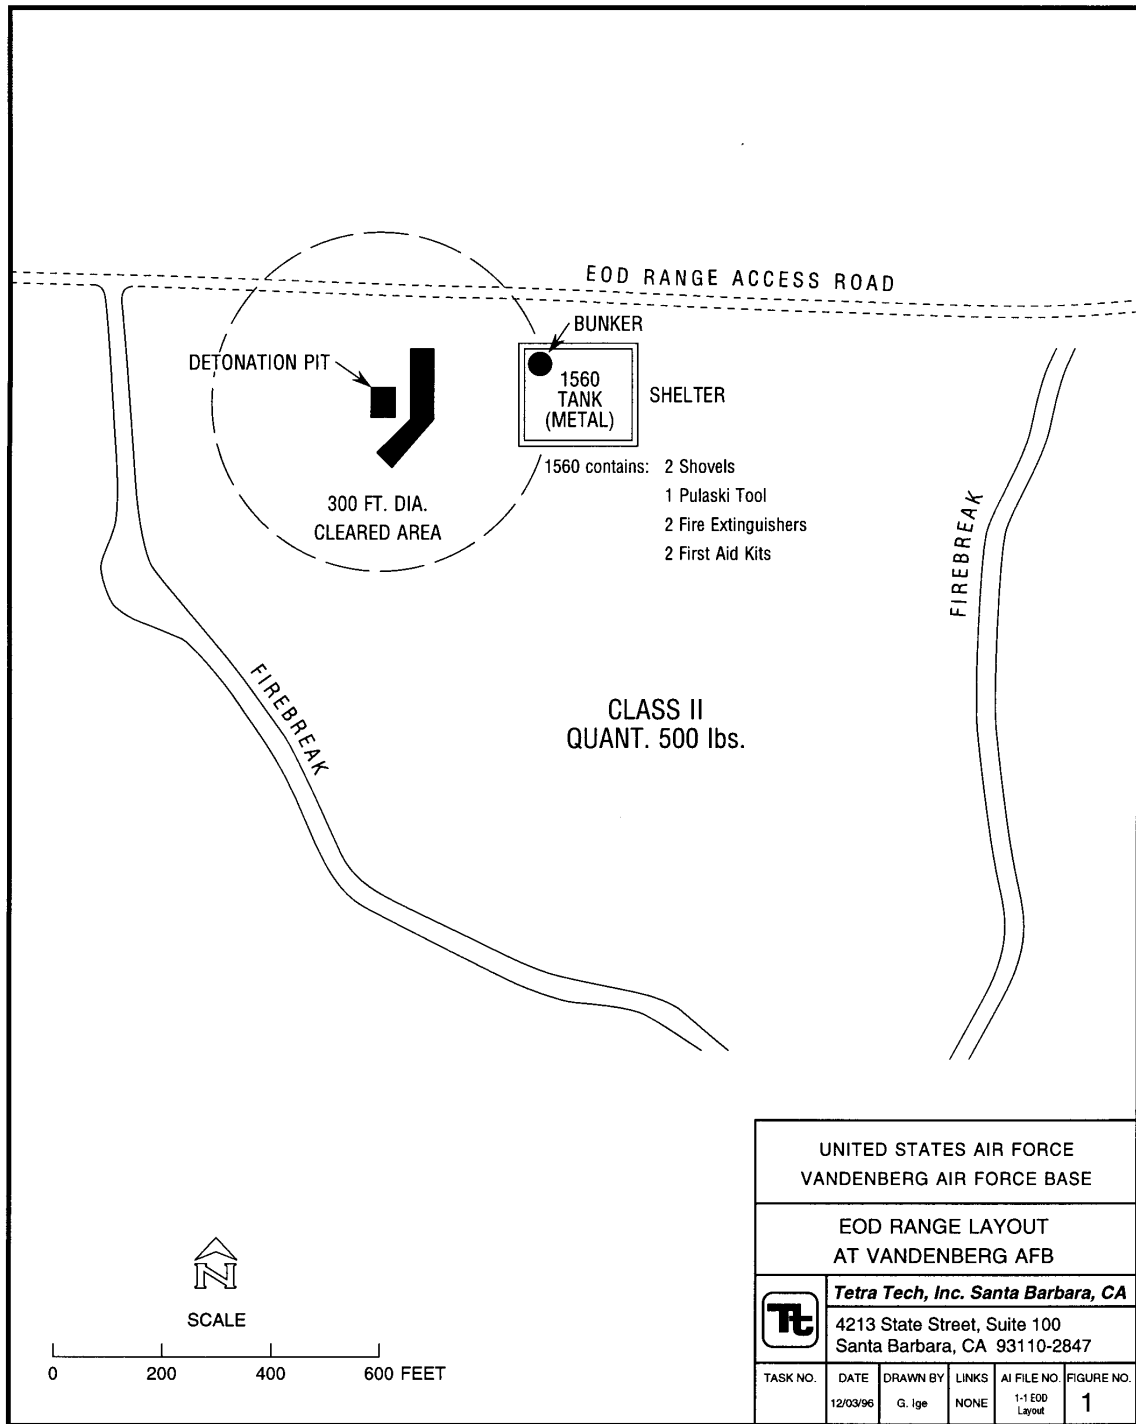 EOD RANGE ACCESS ROAD
BUNKER
DETONATION PIT
1560
TANK
(METAL)
SHELTER
1560 contains: 2 Shovels
1 Pulaski Tool
2 Fire Extinguishers
2 First Aid Kits
300 FT. DIA.
CLEARED AREA
FIREBREAK
FIREBREAK
CLASS II
QUANT. 500 lbs.
N
SCALE
0 200 400 600 FEET
UNITED STATES AIR FORCE
VANDENBERG AIR FORCE BASE
EOD RANGE LAYOUT
AT VANDENBERG AFB
Tt
Tetra Tech, Inc. Santa Barbara, CA
4213 State Street, Suite 100
Santa Barbara, CA 93110-2847
TASK NO. DATE DRAWN BY LINKS AI FILE NO. FIGURE NO.
12/03/96 G. Ige NONE 1-1 EOD Layout 1